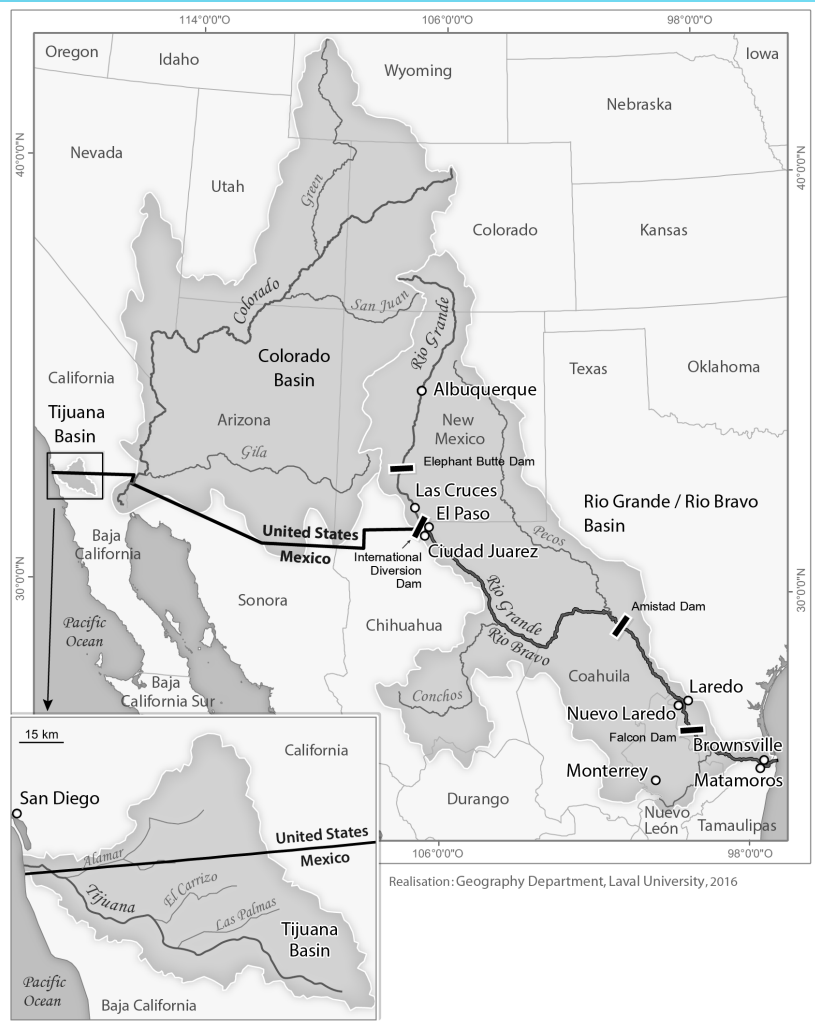 114°0'0"O
106°0'0"O
98°0'0"O
Oregon
Idaho
Wyoming
Iowa
Nebraska
40°0'0"N
40°0'0"N
Nevada
Utah
Green
Colorado
Kansas
Colorado
San Juan
Rio Grande
Colorado
Basin
Texas
Oklahoma
California
Albuquerque
Tijuana
Basin
Arizona
New
Mexico
Gila
Elephant Butte Dam
Las Cruces
El Paso
Rio Grande / Rio Bravo
Basin
United States
Mexico
Pecos
Baja
California
International
Diversion
Dam
Ciudad Juarez
30°0'0"N
30°0'0"N
Sonora
Rio Grande
Rio Bravo
Amistad Dam
Pacific
Ocean
Chihuahua
Coahuila
Baja
California Sur
Conchos
Laredo
Nuevo Laredo
Falcon Dam
Brownsville
Monterrey
Matamoros
Durango
Nuevo
León
Tamaulipas
106°0'0"O
98°0'0"O
15 km
California
San Diego
United States
Mexico
Alamar
Tijuana
El Carrizo
Las Palmas
Tijuana
Basin
Pacific
Ocean
Baja California
Realisation: Geography Department, Laval University, 2016